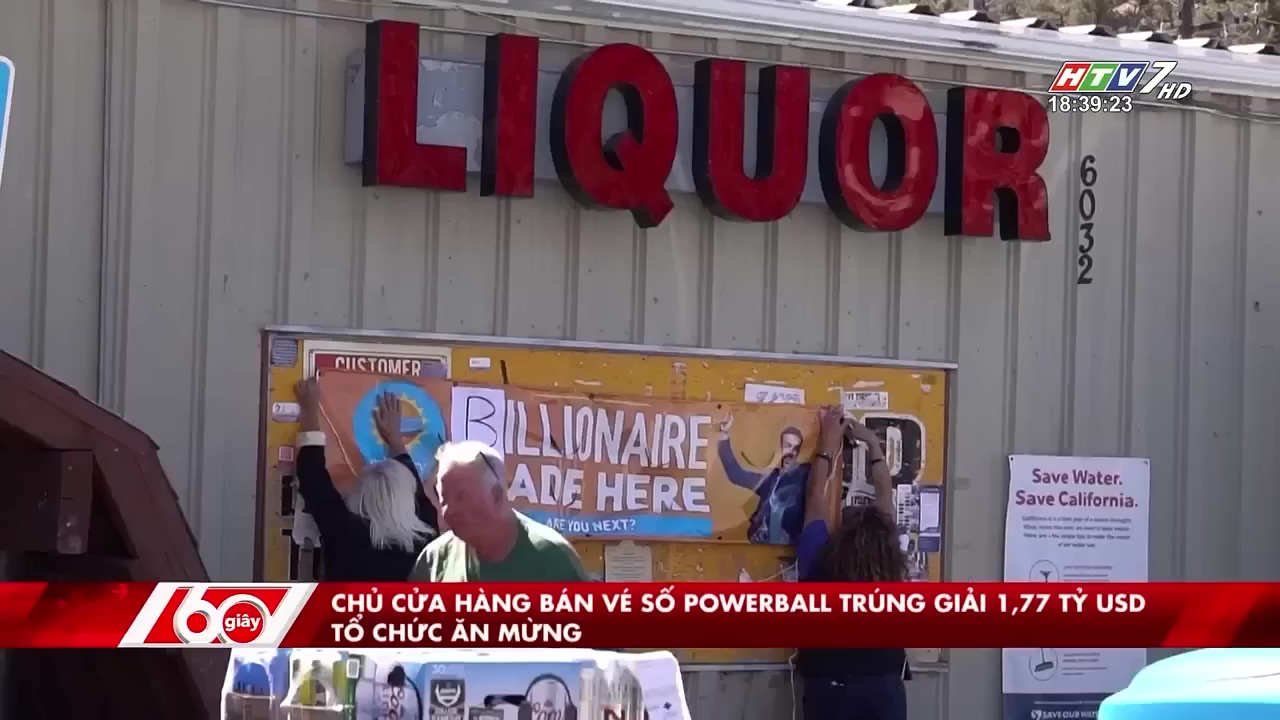 LIQUOR
HTV7 HD
18:39:23
6032
CUSTOMER
BILLIONAIRE
MADE HERE
ARE YOU NEXT?
Save Water.
Save California.
60 giây
CHỦ CỬA HÀNG BÁN VÉ SỐ POWERBALL TRÚNG GIẢI 1,77 TỶ USD
TỔ CHỨC ĂN MỪNG